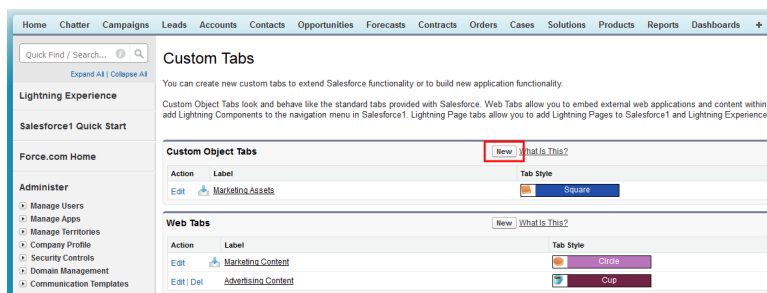 Home Chatter Campaigns Leads Accounts Contacts Opportunities Forecasts Contracts Orders Cases Solutions Products Reports Dashboards +
Quick Find / Search...
Expand All | Collapse All
Lightning Experience
Salesforce1 Quick Start
Force.com Home
Administer
Manage Users
Manage Apps
Manage Territories
Company Profile
Security Controls
Domain Management
Communication Templates
Custom Tabs
You can create new custom tabs to extend Salesforce functionality or to build new application functionality.
Custom Object Tabs look and behave like the standard tabs provided with Salesforce. Web Tabs allow you to embed external web applications and content within
add Lightning Components to the navigation menu in Salesforce1. Lightning Page tabs allow you to add Lightning Pages to Salesforce1 and Lightning Experience
Custom Object Tabs New What Is This?
Action Label Tab Style
Edit Marketing Assets Square
Web Tabs New What Is This?
Action Label Tab Style
Edit Marketing Content Circle
Edit | Del Advertising Content Cup